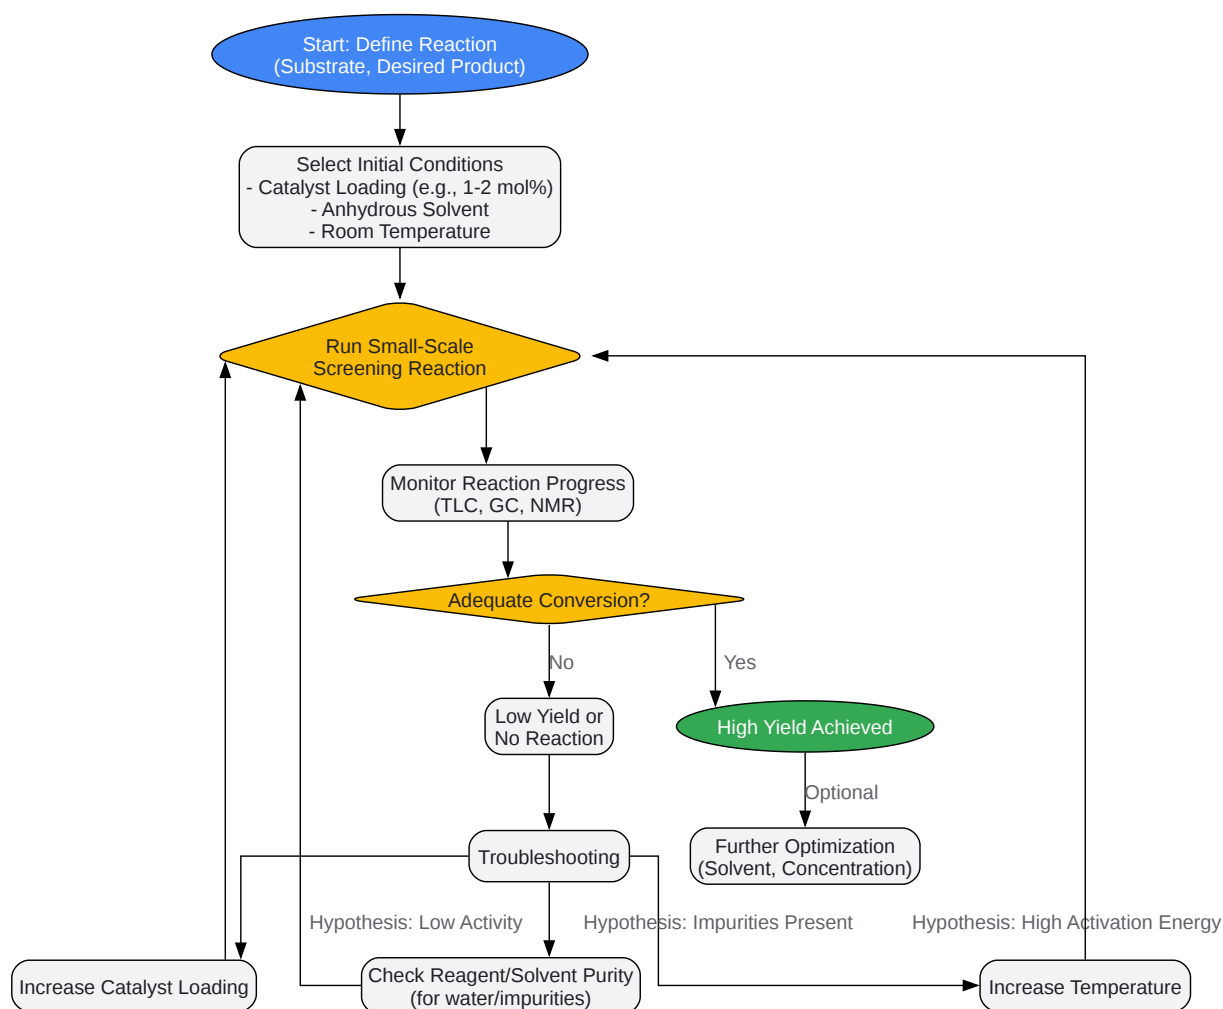 Start: Define Reaction
(Substrate, Desired Product)
Select Initial Conditions
- Catalyst Loading (e.g., 1-2 mol%)
- Anhydrous Solvent
- Room Temperature
Run Small-Scale
Screening Reaction
Monitor Reaction Progress
(TLC, GC, NMR)
Adequate Conversion?
No
Yes
Low Yield or
No Reaction
High Yield Achieved
Optional
Troubleshooting
Further Optimization
(Solvent, Concentration)
Hypothesis: Low Activity
Hypothesis: Impurities Present
Hypothesis: High Activation Energy
Increase Catalyst Loading
Check Reagent/Solvent Purity
(for water/impurities)
Increase Temperature